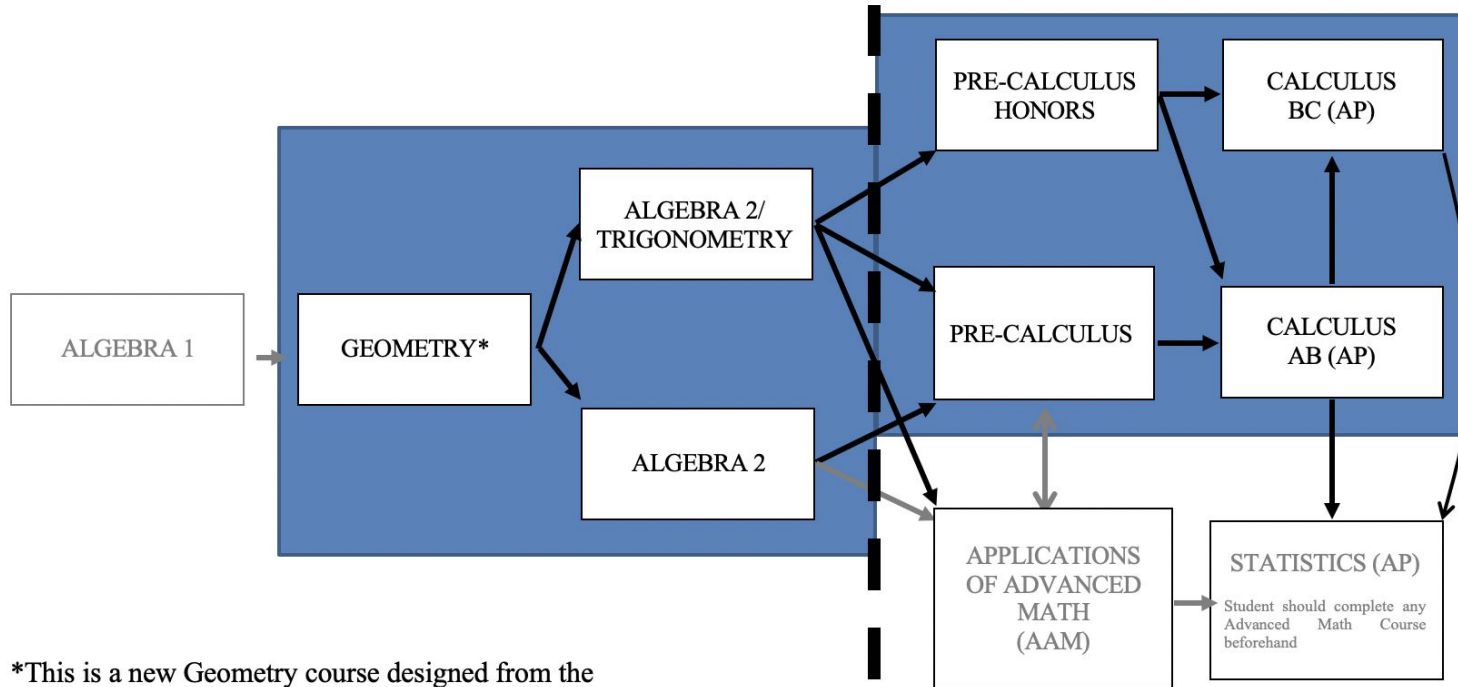 PRE-CALCULUS
HONORS
CALCULUS
BC (AP)
ALGEBRA 2/
TRIGONOMETRY
ALGEBRA 1
GEOMETRY*
PRE-CALCULUS
CALCULUS
AB (AP)
ALGEBRA 2
APPLICATIONS
OF ADVANCED
MATH
(AAM)
STATISTICS (AP)
Student should complete any
Advanced Math Course
beforehand
*This is a new Geometry course designed from the